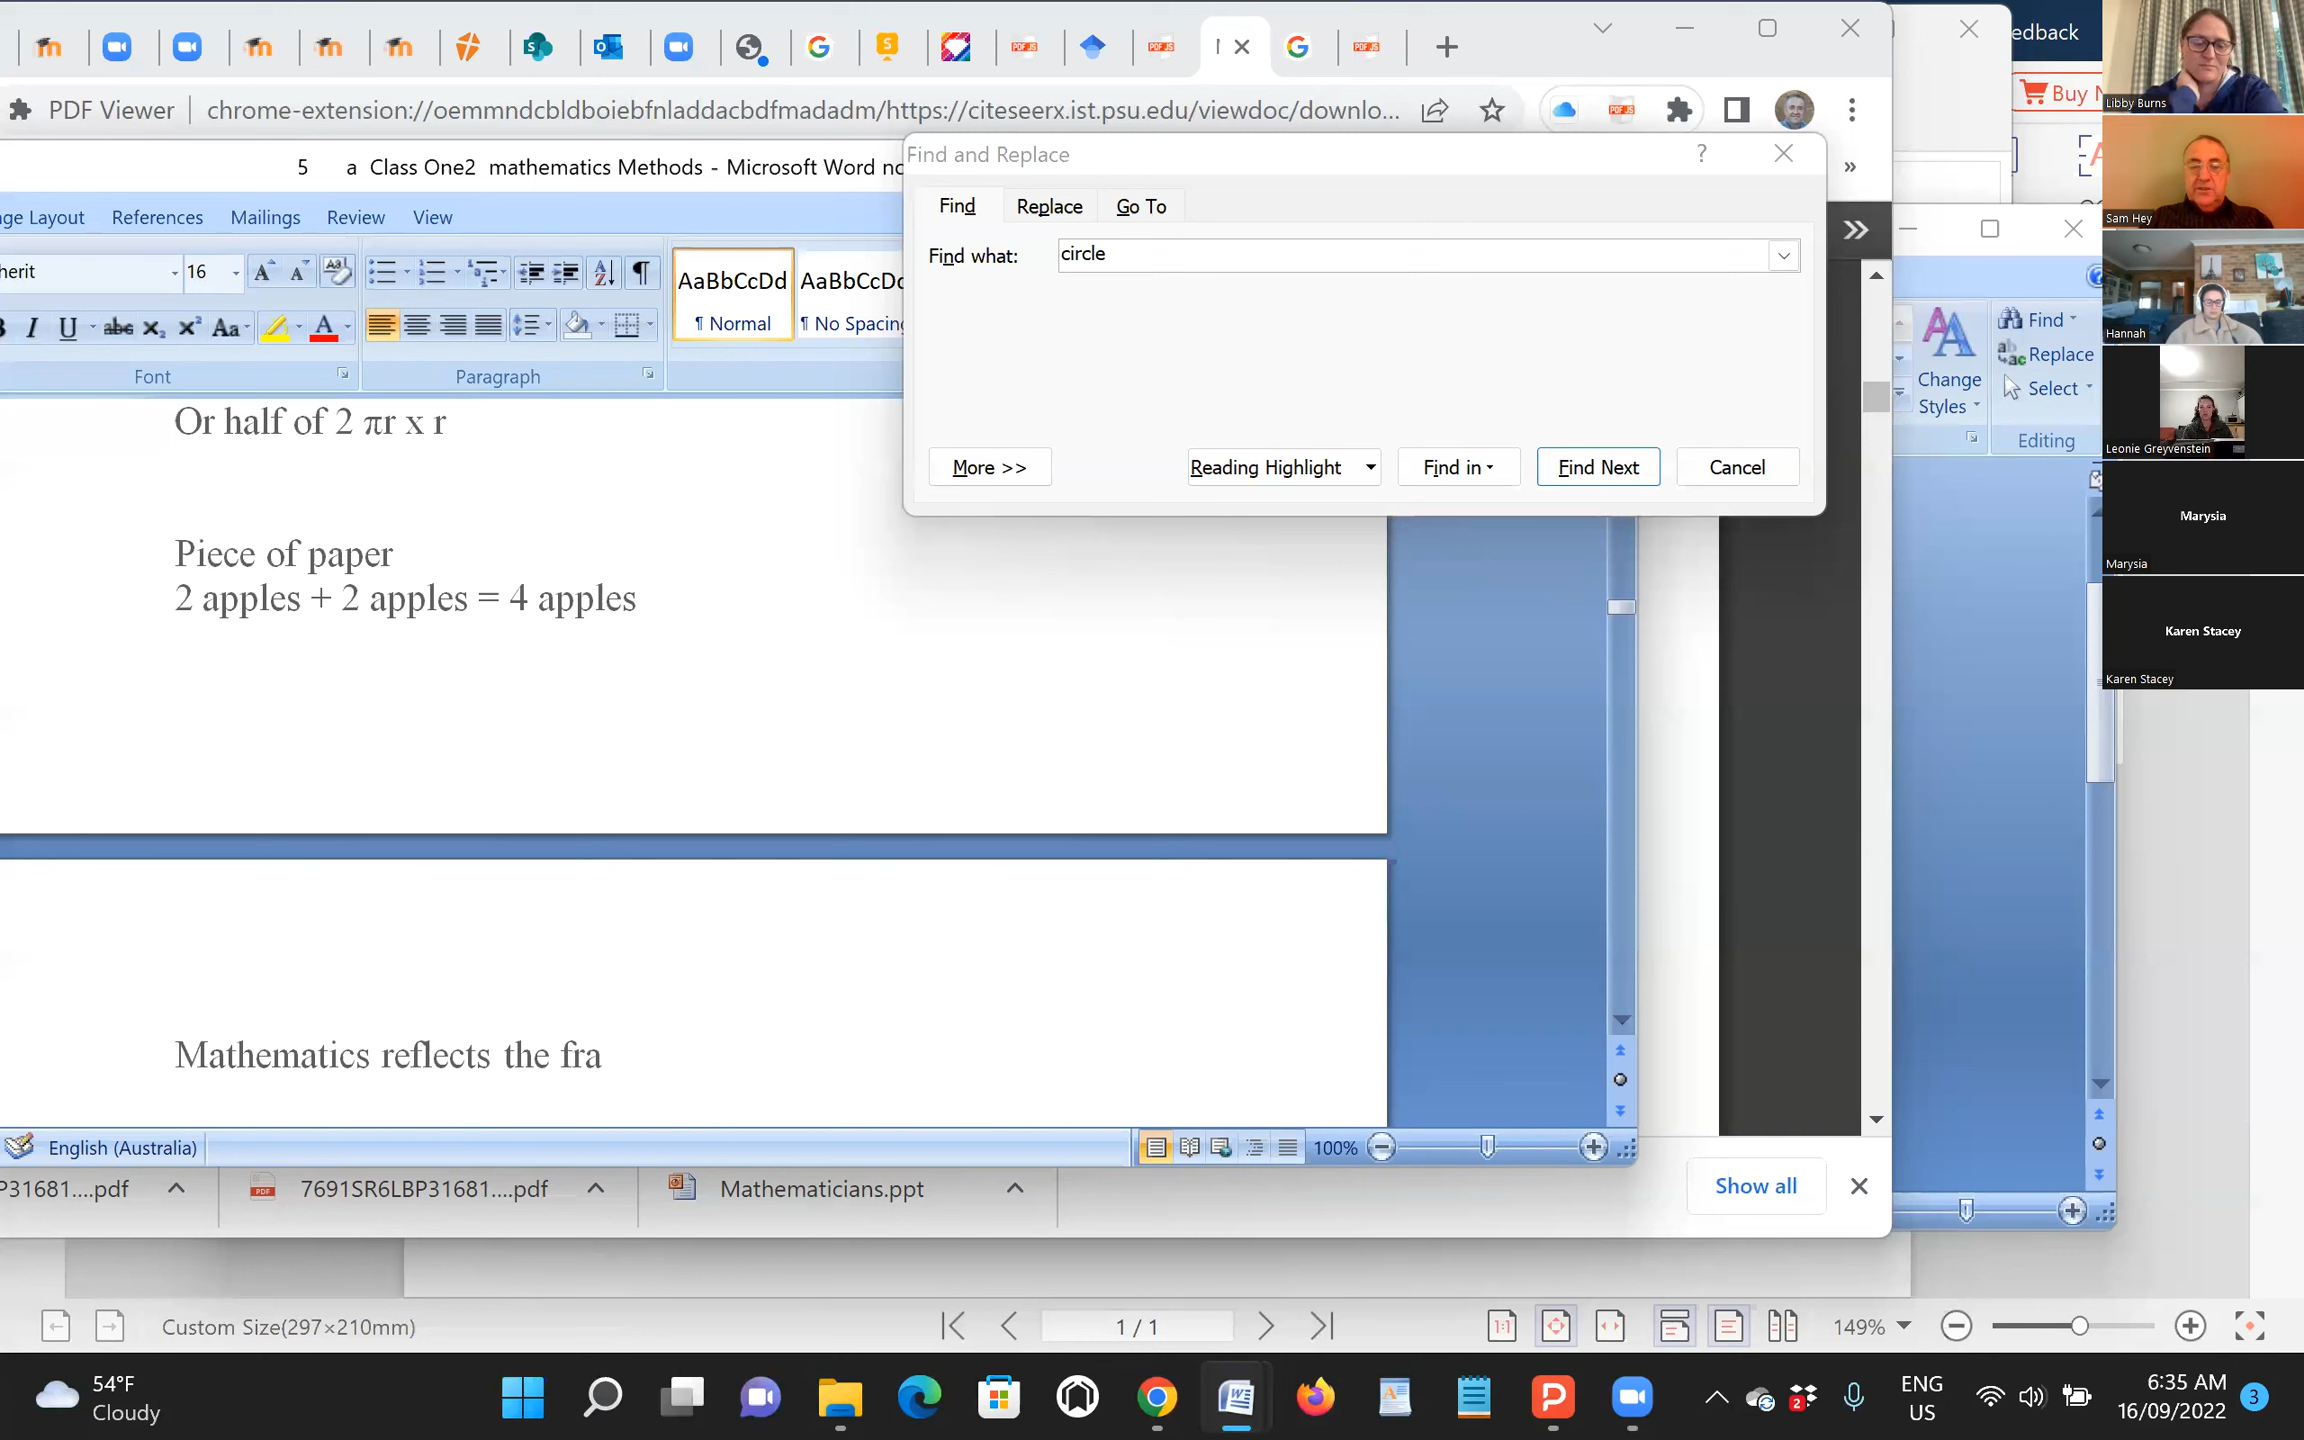 PDF Viewer
chrome-extension://oemmndcbldboiebfnladdacbdfmadadm/https://citeseerx.ist.psu.edu/viewdoc/downlo...
edback
Buy
5 a Class One2 mathematics Methods - Microsoft Word
Find and Replace
ge Layout References Mailings Review View
Find Replace Go To
Find what: circle
herit 16
AaBbCcDd AaBbCcDd
¶ Normal ¶ No Spacing
Font Paragraph
More >> Reading Highlight Find in Find Next Cancel
Find
Replace
Select
Change
Styles
Editing
Or half of 2 πr x r
Piece of paper
2 apples + 2 apples = 4 apples
Mathematics reflects the fra
English (Australia)
100%
P31681....pdf
7691SR6LBP31681....pdf
Mathematicians.ppt
Show all
Custom Size(297×210mm)
1 / 1
149%
54°F
Cloudy
ENG
US
6:35 AM
16/09/2022
3
2
Libby Burns
Sam Hey
Hannah
Leonie Greyvenstein
Marysia
Marysia
Karen Stacey
Karen Stacey